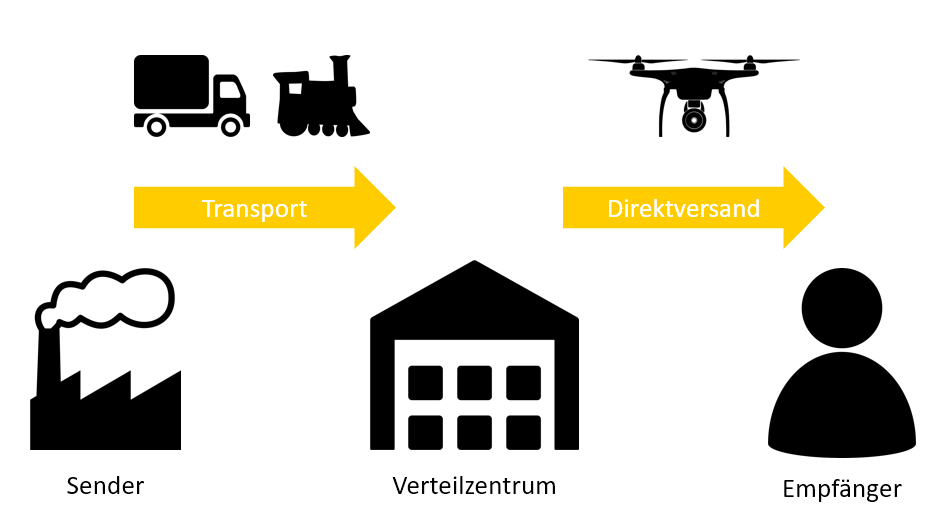 Transport
Direktversand
Sender
Verteilzentrum
Empfänger